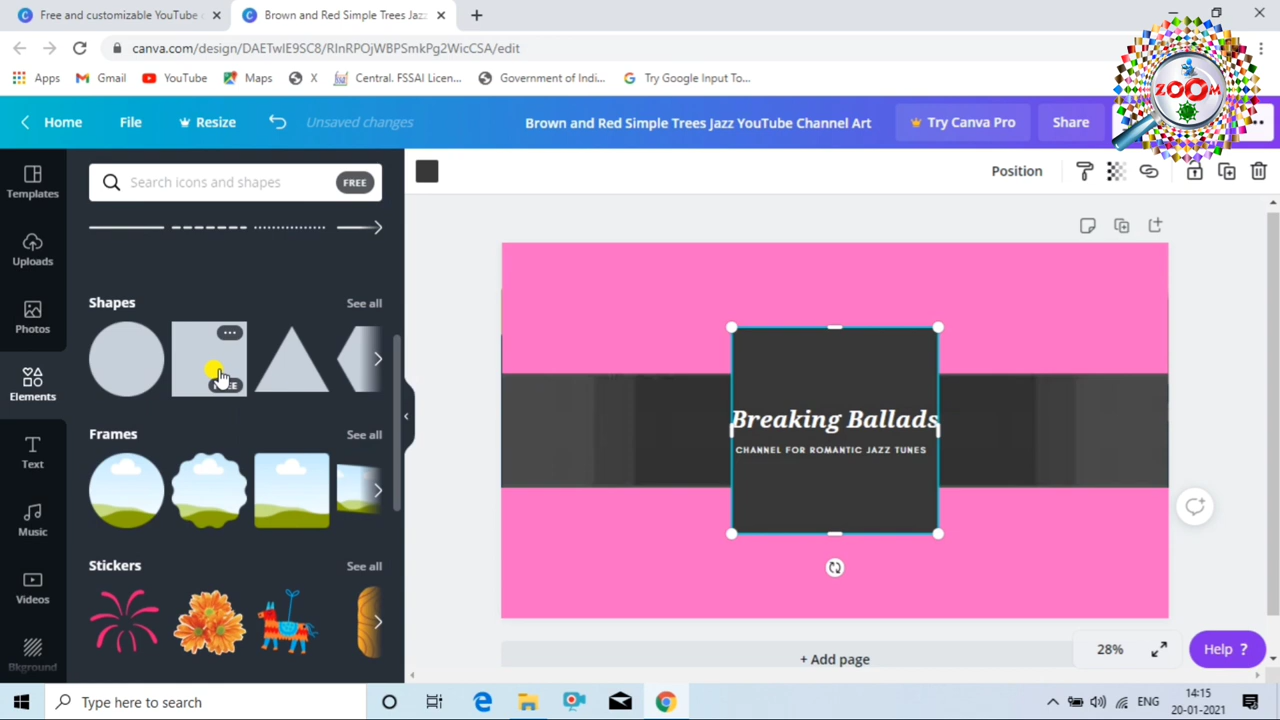 Free and customizable YouTube
Brown and Red Simple Trees Jaz
canva.com/design/DAETwIE9SC8/RInRPOjWBPSmkPg2WicCSA/edit
Apps
Gmail
YouTube
Maps
X
Central. FSSAI Licen...
Government of Indi...
Try Google Input To...
ZOOM
Home
File
Resize
Unsaved changes
Brown and Red Simple Trees Jazz YouTube Channel Art
Try Canva Pro
Share
Templates
Search icons and shapes
FREE
Position
Uploads
Shapes
See all
Photos
Elements
Breaking Ballads
CHANNEL FOR ROMANTIC JAZZ TUNES
Frames
See all
Text
Music
Stickers
See all
Videos
Bkground
+ Add page
28%
Help ?
Type here to search
ENG
14:15
20-01-2021